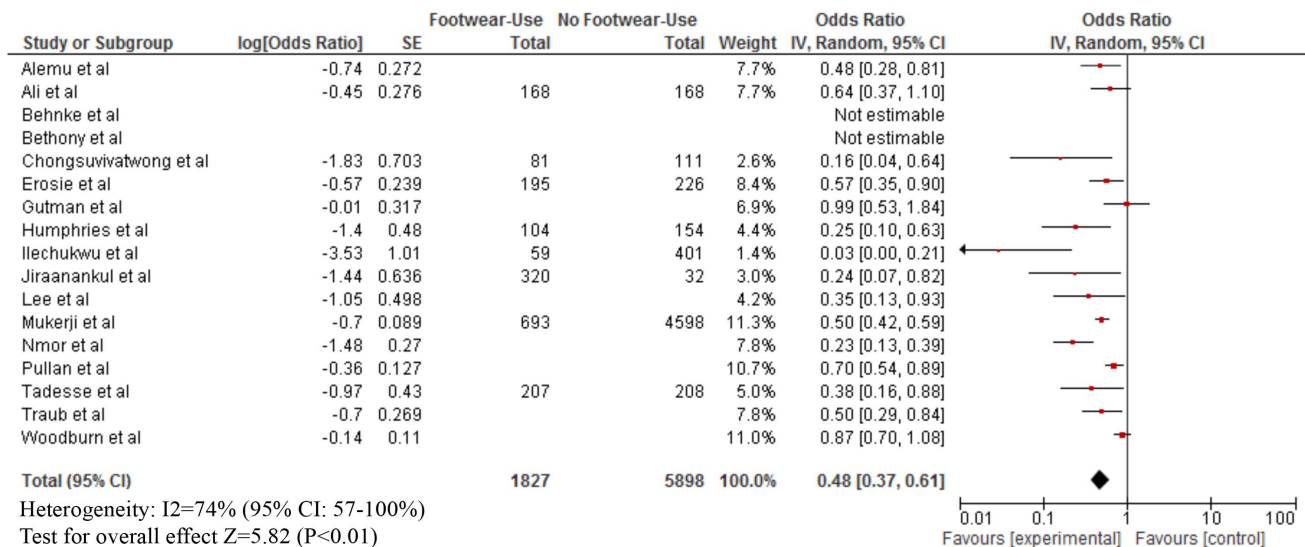 Footwear-Use No Footwear-Use Odds Ratio Odds Ratio
Study or Subgroup log[Odds Ratio] SE Total Total Weight IV, Random, 95% CI IV, Random, 95% CI
Alemu et al -0.74 0.272 7.7% 0.48 [0.28, 0.81]
Ali et al -0.45 0.276 168 168 7.7% 0.64 [0.37, 1.10]
Behnke et al Not estimable
Bethony et al Not estimable
Chongsuvivatwong et al -1.83 0.703 81 111 2.6% 0.16 [0.04, 0.64]
Erosie et al -0.57 0.239 195 226 8.4% 0.57 [0.35, 0.90]
Gutman et al -0.01 0.317 6.9% 0.99 [0.53, 1.84]
Humphries et al -1.4 0.48 104 154 4.4% 0.25 [0.10, 0.63]
Ilechukwu et al -3.53 1.01 59 401 1.4% 0.03 [0.00, 0.21]
Jiraanankul et al -1.44 0.636 320 32 3.0% 0.24 [0.07, 0.82]
Lee et al -1.05 0.498 4.2% 0.35 [0.13, 0.93]
Mukerji et al -0.7 0.089 693 4598 11.3% 0.50 [0.42, 0.59]
Nmor et al -1.48 0.27 7.8% 0.23 [0.13, 0.39]
Pullan et al -0.36 0.127 10.7% 0.70 [0.54, 0.89]
Tadesse et al -0.97 0.43 207 208 5.0% 0.38 [0.16, 0.88]
Traub et al -0.7 0.269 7.8% 0.50 [0.29, 0.84]
Woodburn et al -0.14 0.11 11.0% 0.87 [0.70, 1.08]
Total (95% CI) 1827 5898 100.0% 0.48 [0.37, 0.61]
Heterogeneity: I2=74% (95% CI: 57-100%)
Test for overall effect Z=5.82 (P<0.01)
0.01 0.1 1 10 100
Favours [experimental] Favours [control]